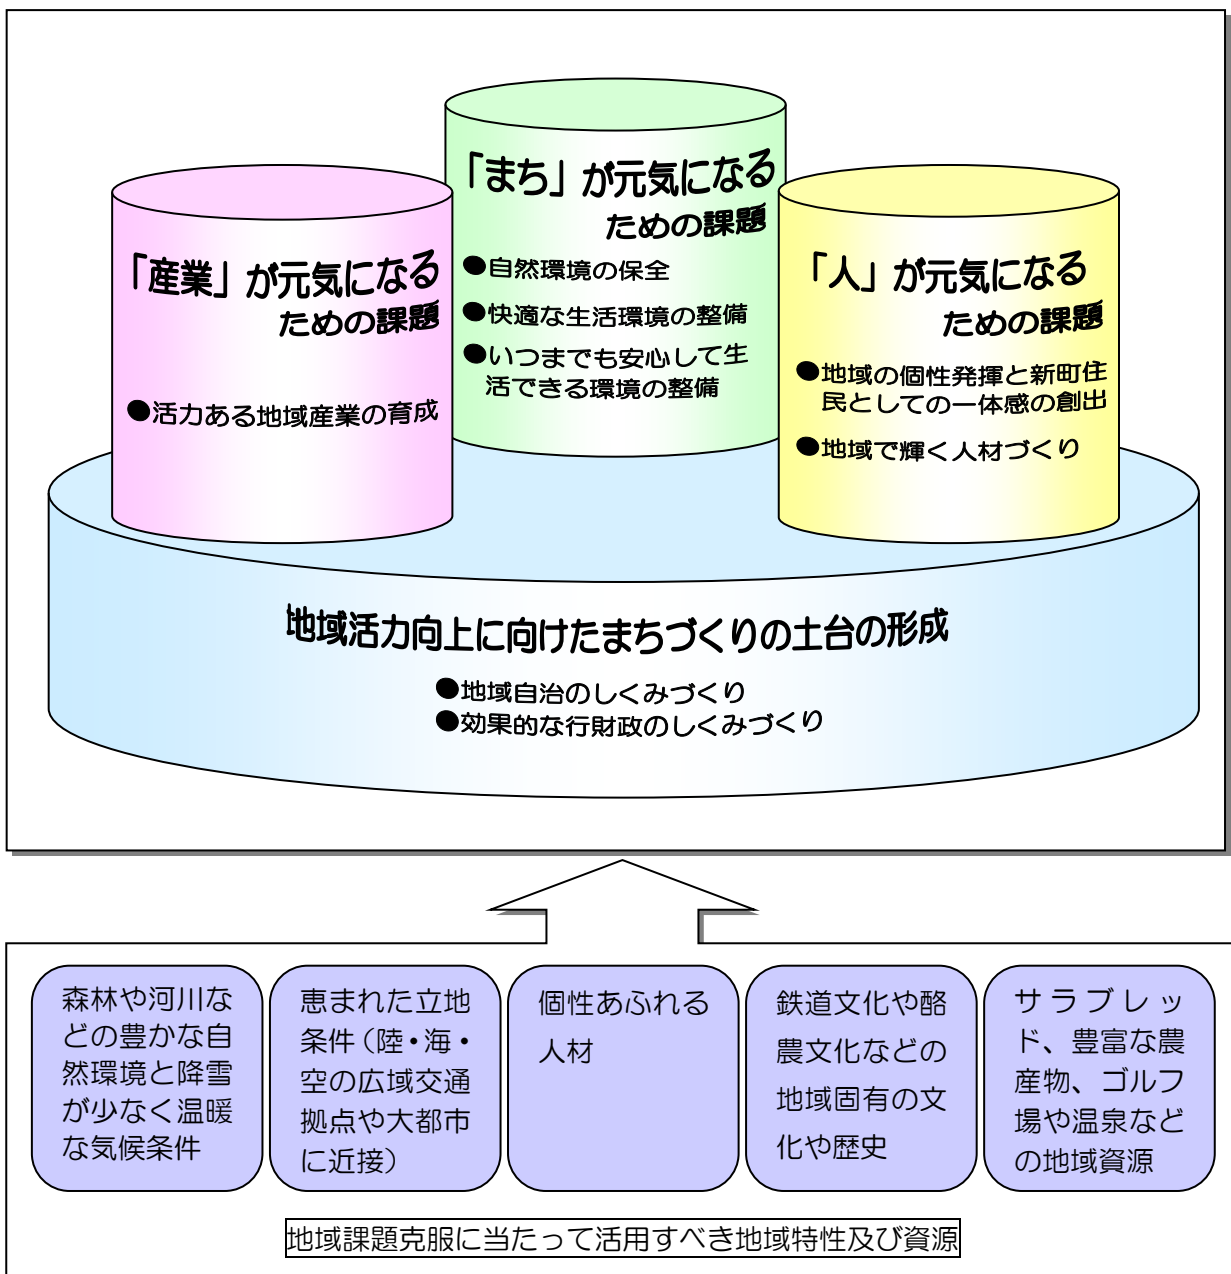 「まち」が元気になる
ための課題
●自然環境の保全
●快適な生活環境の整備
●いつまでも安心して生
活できる環境の整備
「産業」が元気になる
ための課題
●活力ある地域産業の育成
「人」が元気になる
ための課題
●地域の個性発揮と新町住
民としての一体感の創出
●地域で輝く人材づくり
地域活力向上に向けたまちづくりの土台の形成
●地域自治のしくみづくり
●効果的な行財政のしくみづくり
森林や河川な
どの豊かな自
然環境と降雪
が少なく温暖
な気候条件
恵まれた立地
条件（陸・海・
空の広域交通
拠点や大都市
に近接）
個性あふれる
人材
鉄道文化や酪
農文化などの
地域固有の文
化や歴史
サラブレッ
ド、豊富な農
産物、ゴルフ
場や温泉など
の地域資源
地域課題克服に当たって活用すべき地域特性及び資源